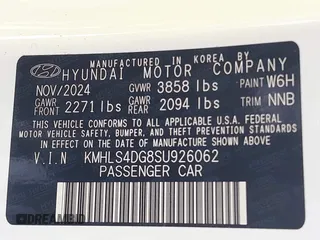 MANUFACTURED IN KOREA BY
HYUNDAI MOTOR COMPANY
NOV/2024 GVWR 3858 lbs PAINT W6H
GAWR FRONT 2271 lbs GAWR REAR 2094 lbs TRIM NNB
THIS VEHICLE CONFORMS TO ALL APPLICABLE U.S. FEDERAL
MOTOR VEHICLE SAFETY, BUMPER, AND THEFT PREVENTION STANDARDS
IN EFFECT ON THE DATE OF MANUFACTURE SHOWN ABOVE.
V.I.N KMHLS4DG8SU926062
PASSENGER CAR
DREAMBID